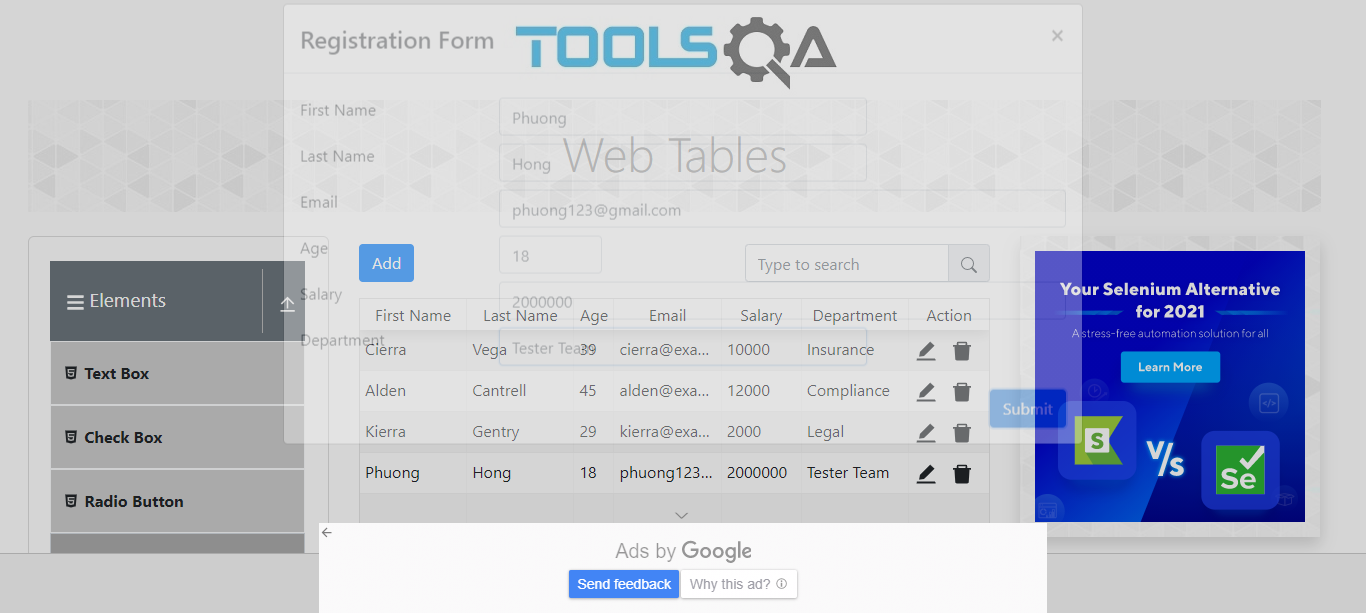 Registration Form
TOOLSQA
×
First Name
Phuong
Last Name
Hong
Web Tables
Email
phuong123@gmail.com
Age
18
Add
Type to search
Salary
2000000
Elements
First Name Last Name Age Email Salary Department Action
Department
Tester Team
Cierra Vega 39 cierra@exa... 10000 Insurance
Alden Cantrell 45 alden@exa... 12000 Compliance
Submit
Kierra Gentry 29 kierra@exa... 2000 Legal
Phuong Hong 18 phuong123... 2000000 Tester Team
Text Box
Check Box
Radio Button
Your Selenium Alternative
for 2021
A stress-free automation solution for all
Learn More
S
V/s
Se
Ads by Google
Send feedback Why this ad?